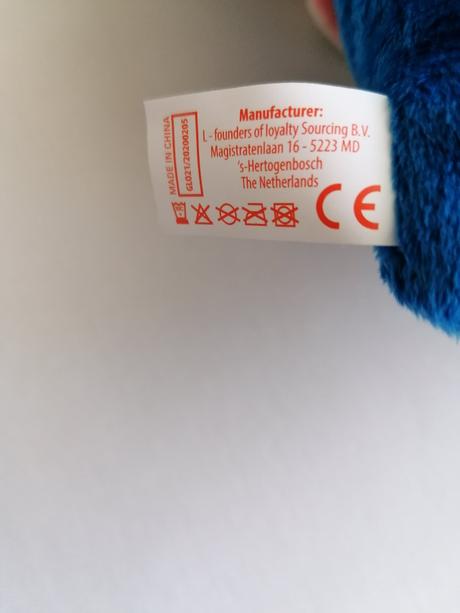 Manufacturer:
L - founders of loyalty Sourcing B.V.
Magistratenlaan 16 - 5223 MD
's-Hertogenbosch
The Netherlands
CE
MADE IN CHINA
GL021/20200205